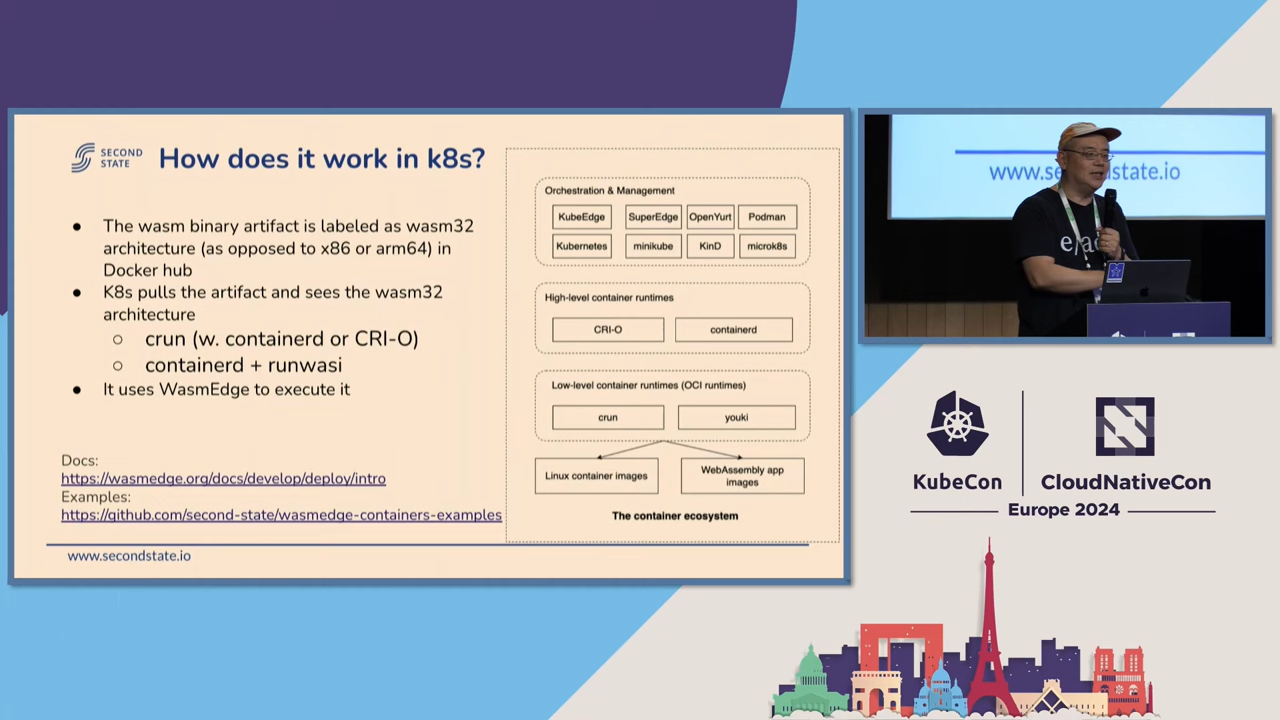 SECOND
STATE
How does it work in k8s?
● The wasm binary artifact is labeled as wasm32
architecture (as opposed to x86 or arm64) in
Docker hub
● K8s pulls the artifact and sees the wasm32
architecture
○ crun (w. containerd or CRI-O)
○ containerd + runwasi
● It uses WasmEdge to execute it
Docs:
https://wasmedge.org/docs/develop/deploy/intro
Examples:
https://github.com/second-state/wasmedge-containers-examples
www.secondstate.io
Orchestration & Management
KubeEdge SuperEdge OpenYurt Podman
Kubernetes minikube KinD microk8s
High-level container runtimes
CRI-O containerd
Low-level container runtimes (OCI runtimes)
crun youki
Linux container images
WebAssembly app
images
The container ecosystem
KubeCon
CloudNativeCon
Europe 2024